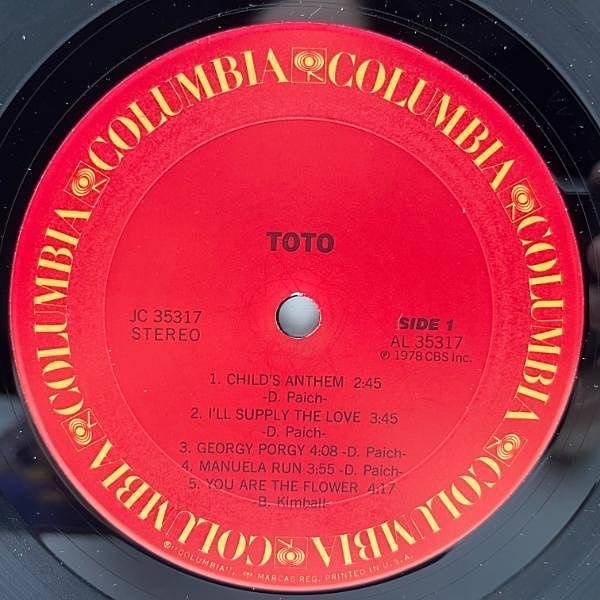 COLUMBIA COLUMBIA COLUMBIA COLUMBIA COLUMBIA COLUMBIA
TOTO
JC 35317
STEREO
SIDE 1
AL 35317
℗ 1978 CBS Inc.
1. CHILD'S ANTHEM 2:45
-D. Paich-
2. I'LL SUPPLY THE LOVE 3:45
-D. Paich-
3. GEORGY PORGY 4:08 -D. Paich-
4. MANUELA RUN 3:55 -D. Paich-
5. YOU ARE THE FLOWER 4:17
B. Kimball-
"COLUMBIA", MARCAS REG. PRINTED IN U.S.A.